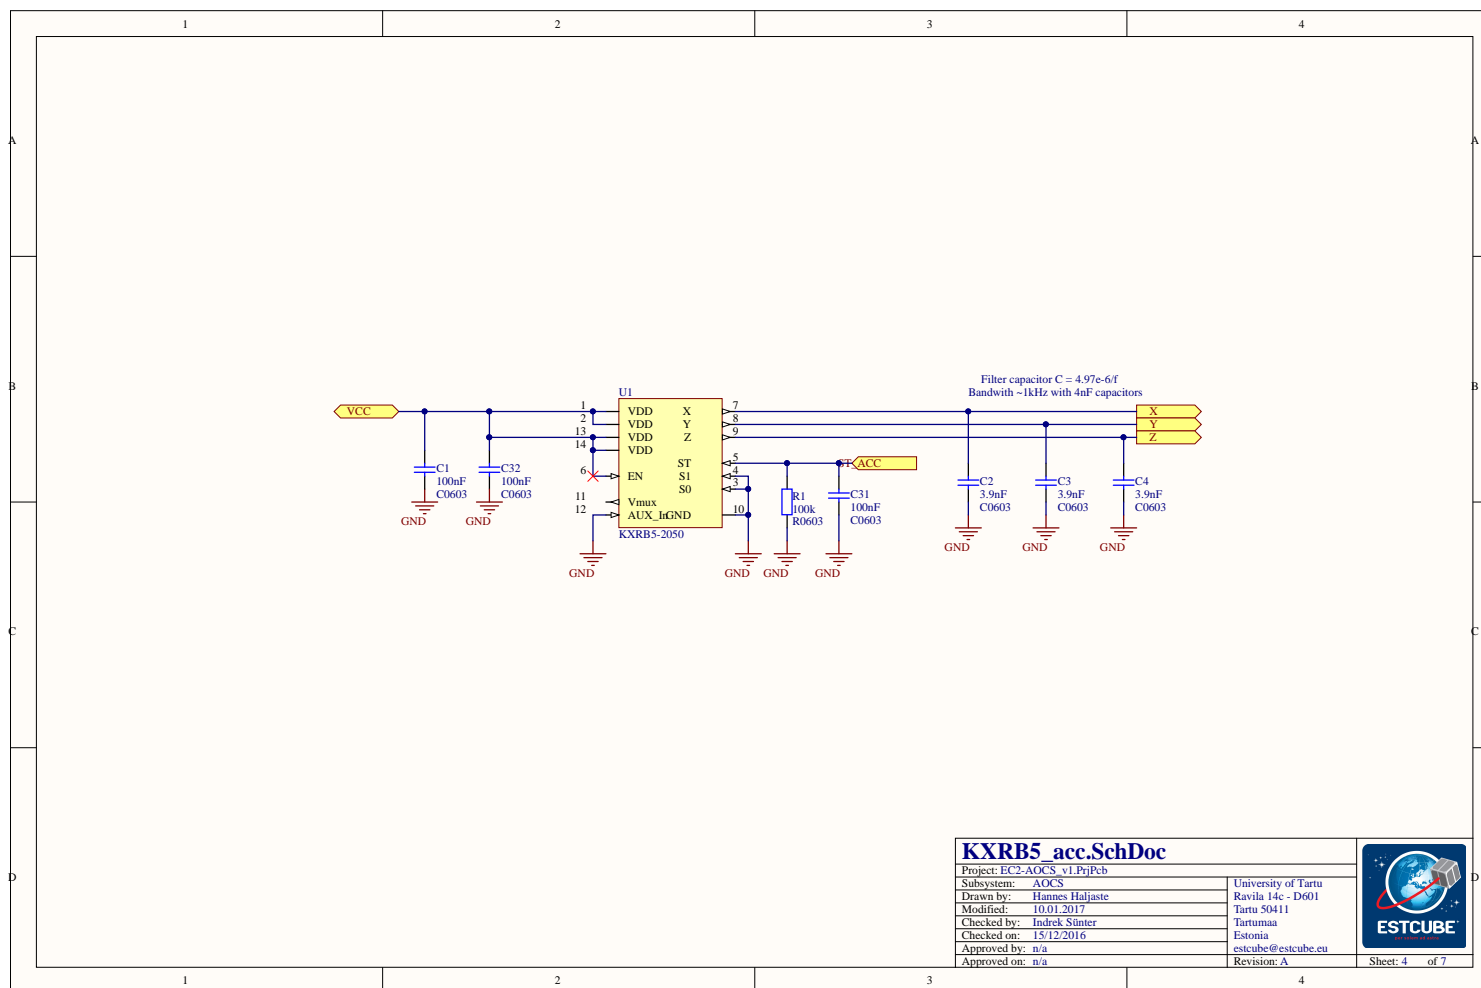 1 2 3 4
A A
B B
C C
D D
Filter capacitor C = 4.97e-6/f
Bandwith ~1kHz with 4nF capacitors
U1
VCC
1 VDD X 7 X
2 VDD Y 8 Y
13 VDD Z 9 Z
14 VDD
ST 5 ST_ACC
6 EN S1 4
S0 3
11 Vmux
12 AUX_In GND 10
KXRB5-2050
C1
100nF
C0603
GND
C32
100nF
C0603
GND
GND
GND
R1
100k
R0603
GND
C31
100nF
C0603
GND
C2
3.9nF
C0603
GND
C3
3.9nF
C0603
GND
C4
3.9nF
C0603
GND
KXRB5_acc.SchDoc
Project: EC2-AOCS_v1.PrjPcb
Subsystem: AOCS
Drawn by: Hannes Haljaste
Modified: 10.01.2017
Checked by: Indrek Sünter
Checked on: 15/12/2016
Approved by: n/a
Approved on: n/a
University of Tartu
Ravila 14c - D601
Tartu 50411
Tartumaa
Estonia
estcube@estcube.eu
Revision: A
ESTCUBE
Sheet: 4 of 7
1 2 3 4